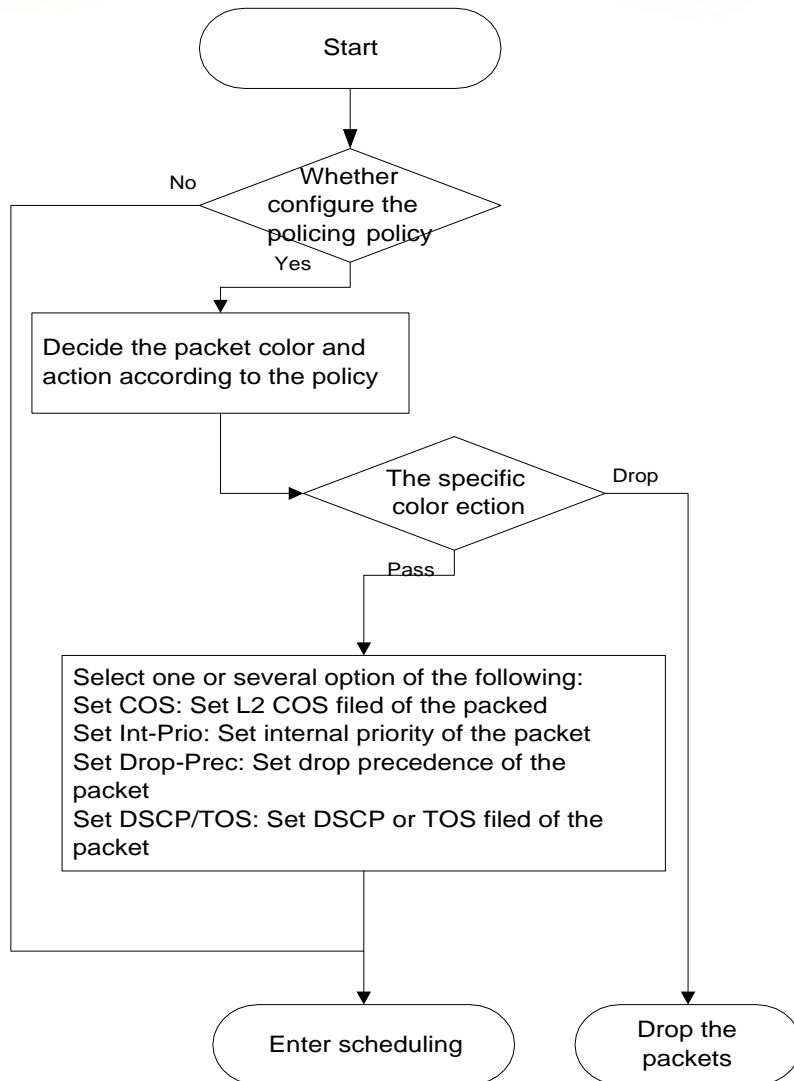 Start
No
Whether
configure the
policing policy
Yes
Decide the packet color and
action according to the policy
The specific
color ection
Drop
Pass
Select one or several option of the following:
Set COS: Set L2 COS filed of the packed
Set Int-Prio: Set internal priority of the packet
Set Drop-Prec: Set drop precedence of the
packet
Set DSCP/TOS: Set DSCP or TOS filed of the
packet
Enter scheduling
Drop the
packets